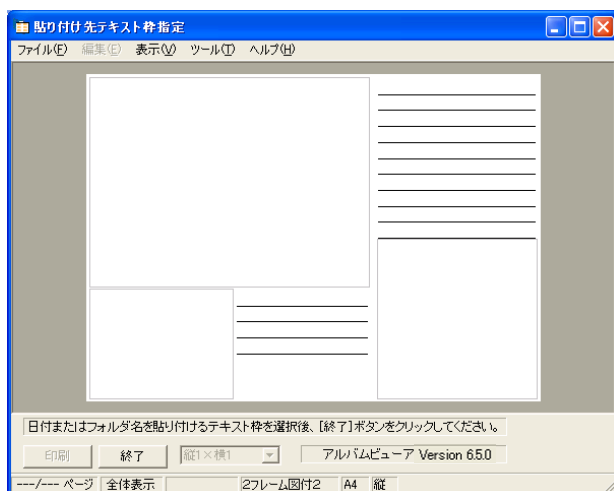 貼り付け先テキスト枠指定
ファイル(F) 編集(E) 表示(V) ツール(T) ヘルプ(H)
日付またはフォルダ名を貼り付けるテキスト枠を選択後、[終了]ボタンをクリックしてください。
印刷 終了 縦1×横1 アルバムビューア Version 6.5.0
---/--- ページ 全体表示 2フレーム図付2 A4 縦